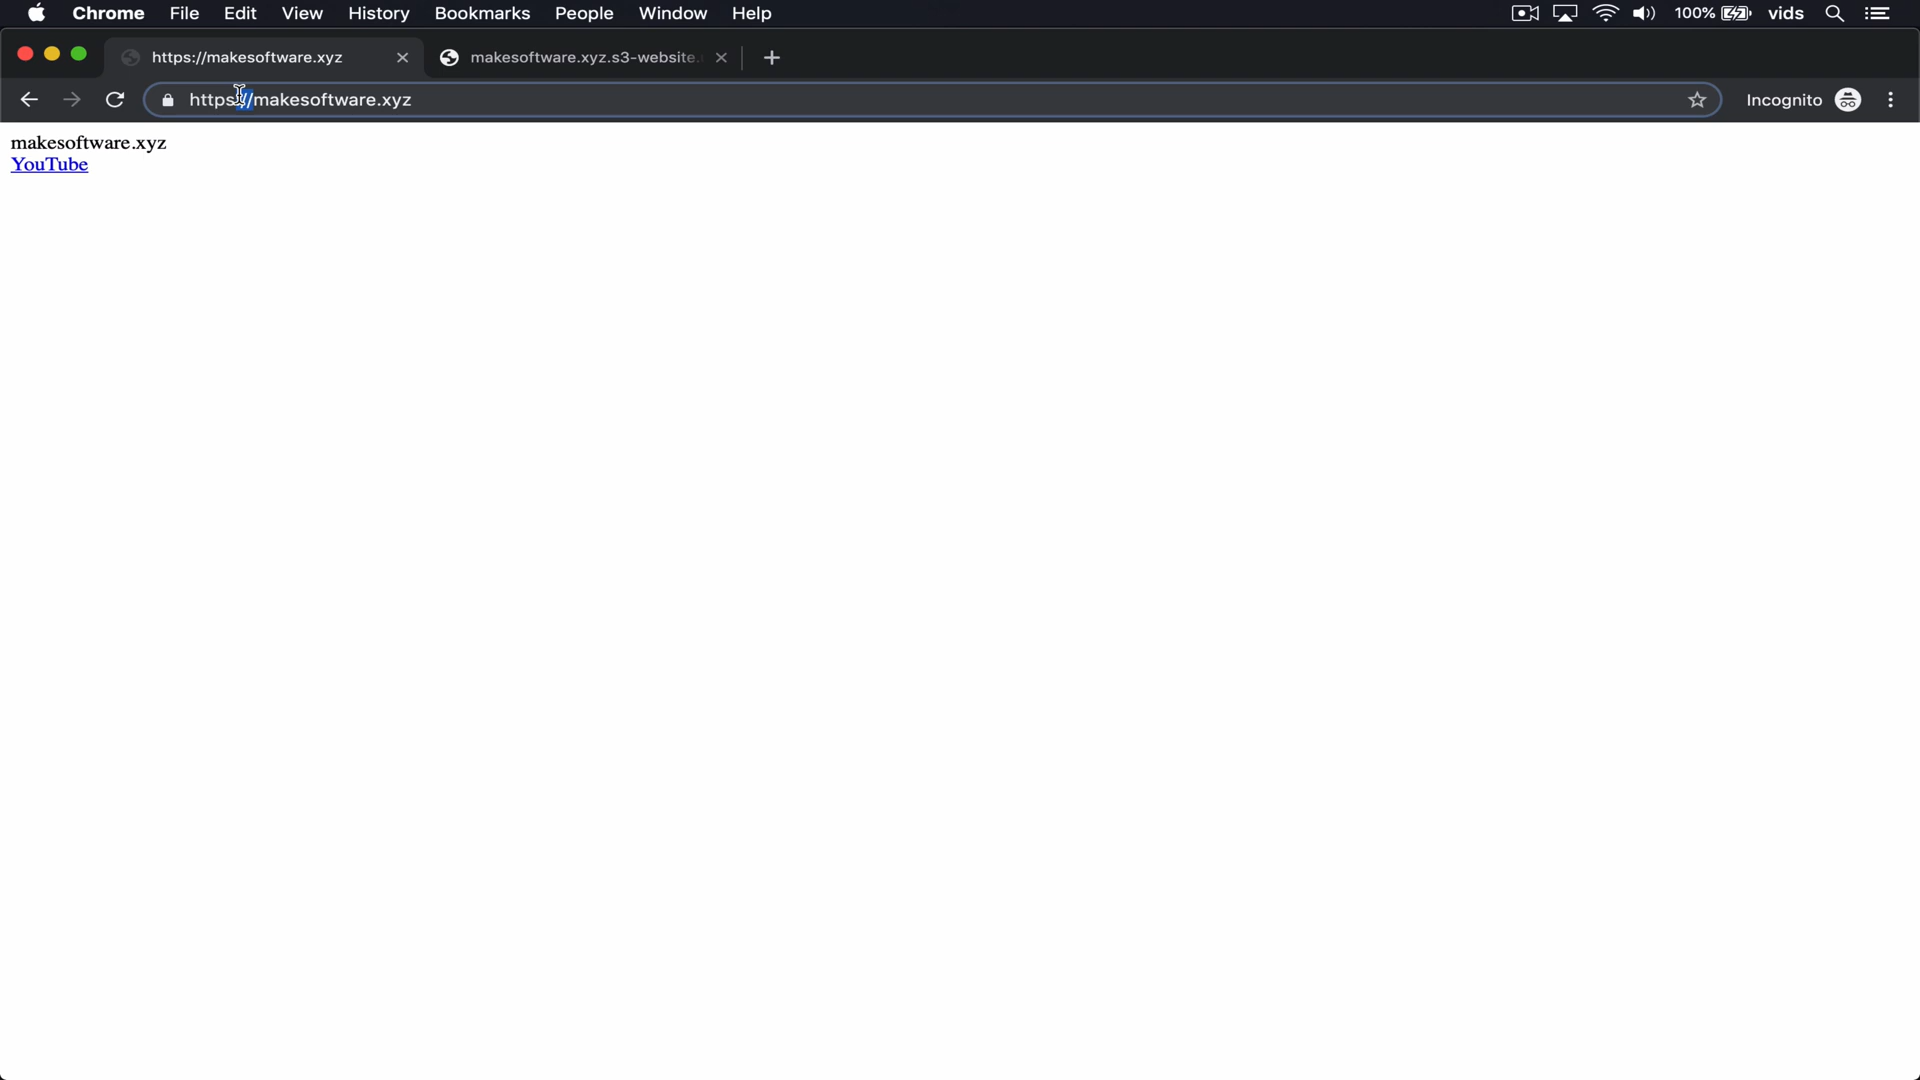 Chrome File Edit View History Bookmarks People Window Help 100% vids
https://makesoftware.xyz makesoftware.xyz.s3-website.
https://makesoftware.xyz Incognito
makesoftware.xyz
YouTube